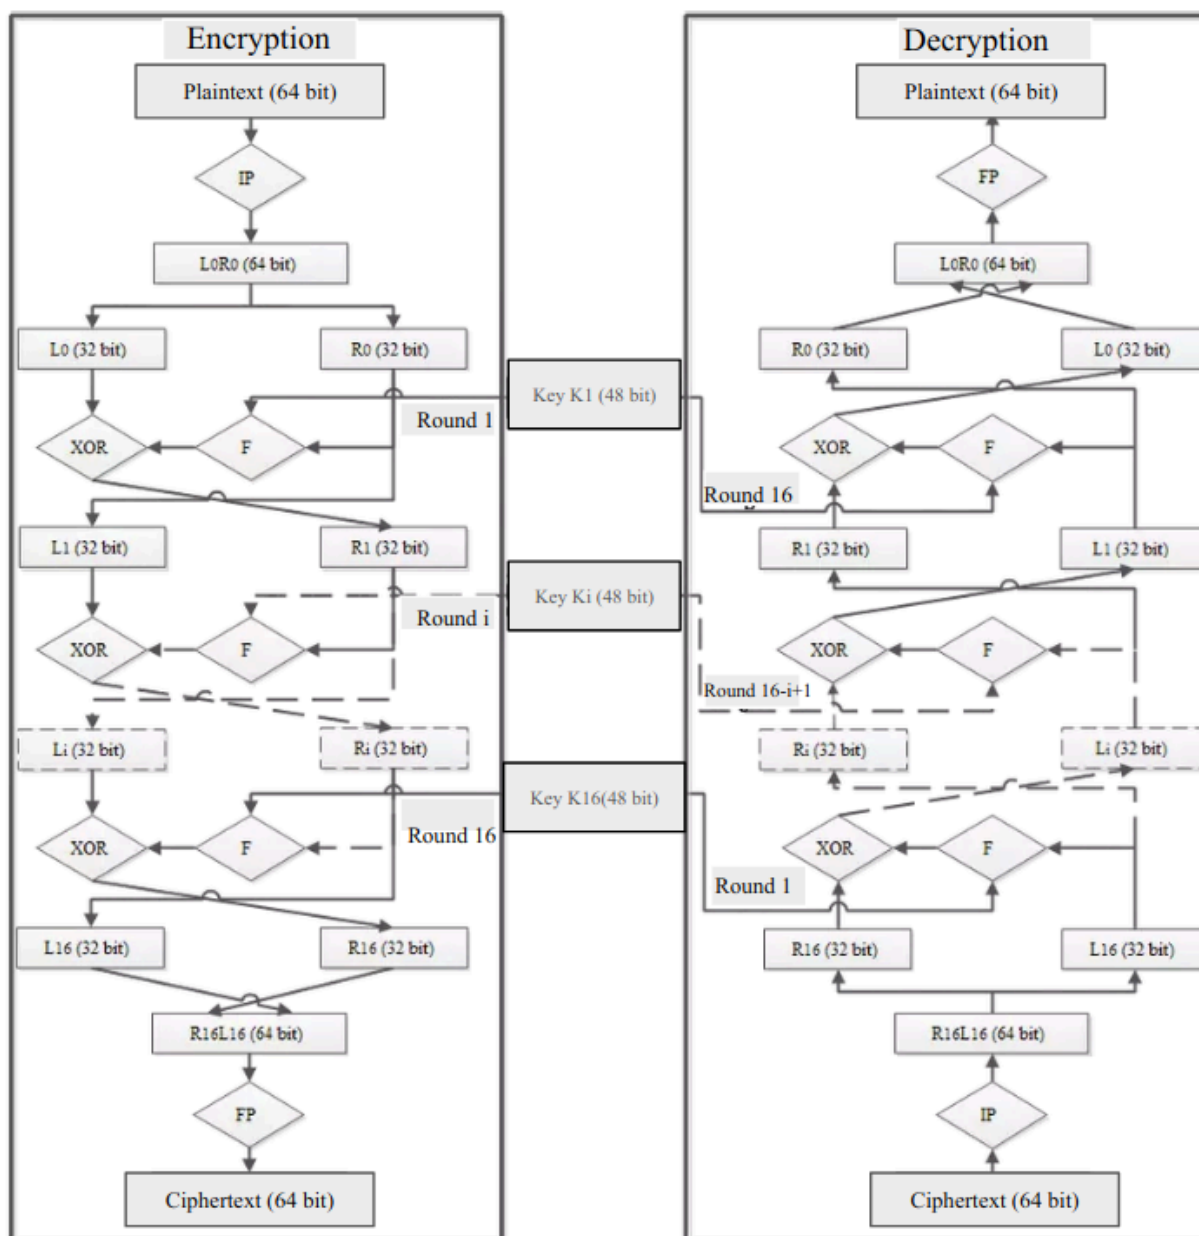 Encryption
Plaintext (64 bit)
IP
L0R0 (64 bit)
L0 (32 bit)
R0 (32 bit)
Round 1
XOR
F
L1 (32 bit)
R1 (32 bit)
Round i
XOR
F
Li (32 bit)
Ri (32 bit)
Round 16
XOR
F
L16 (32 bit)
R16 (32 bit)
R16L16 (64 bit)
FP
Ciphertext (64 bit)
Key K1 (48 bit)
Key Ki (48 bit)
Key K16(48 bit)
Decryption
Plaintext (64 bit)
FP
L0R0 (64 bit)
R0 (32 bit)
L0 (32 bit)
XOR
F
Round 16
R1 (32 bit)
L1 (32 bit)
XOR
F
Round 16-i+1
Ri (32 bit)
Li (32 bit)
XOR
F
Round 1
R16 (32 bit)
L16 (32 bit)
R16L16 (64 bit)
IP
Ciphertext (64 bit)